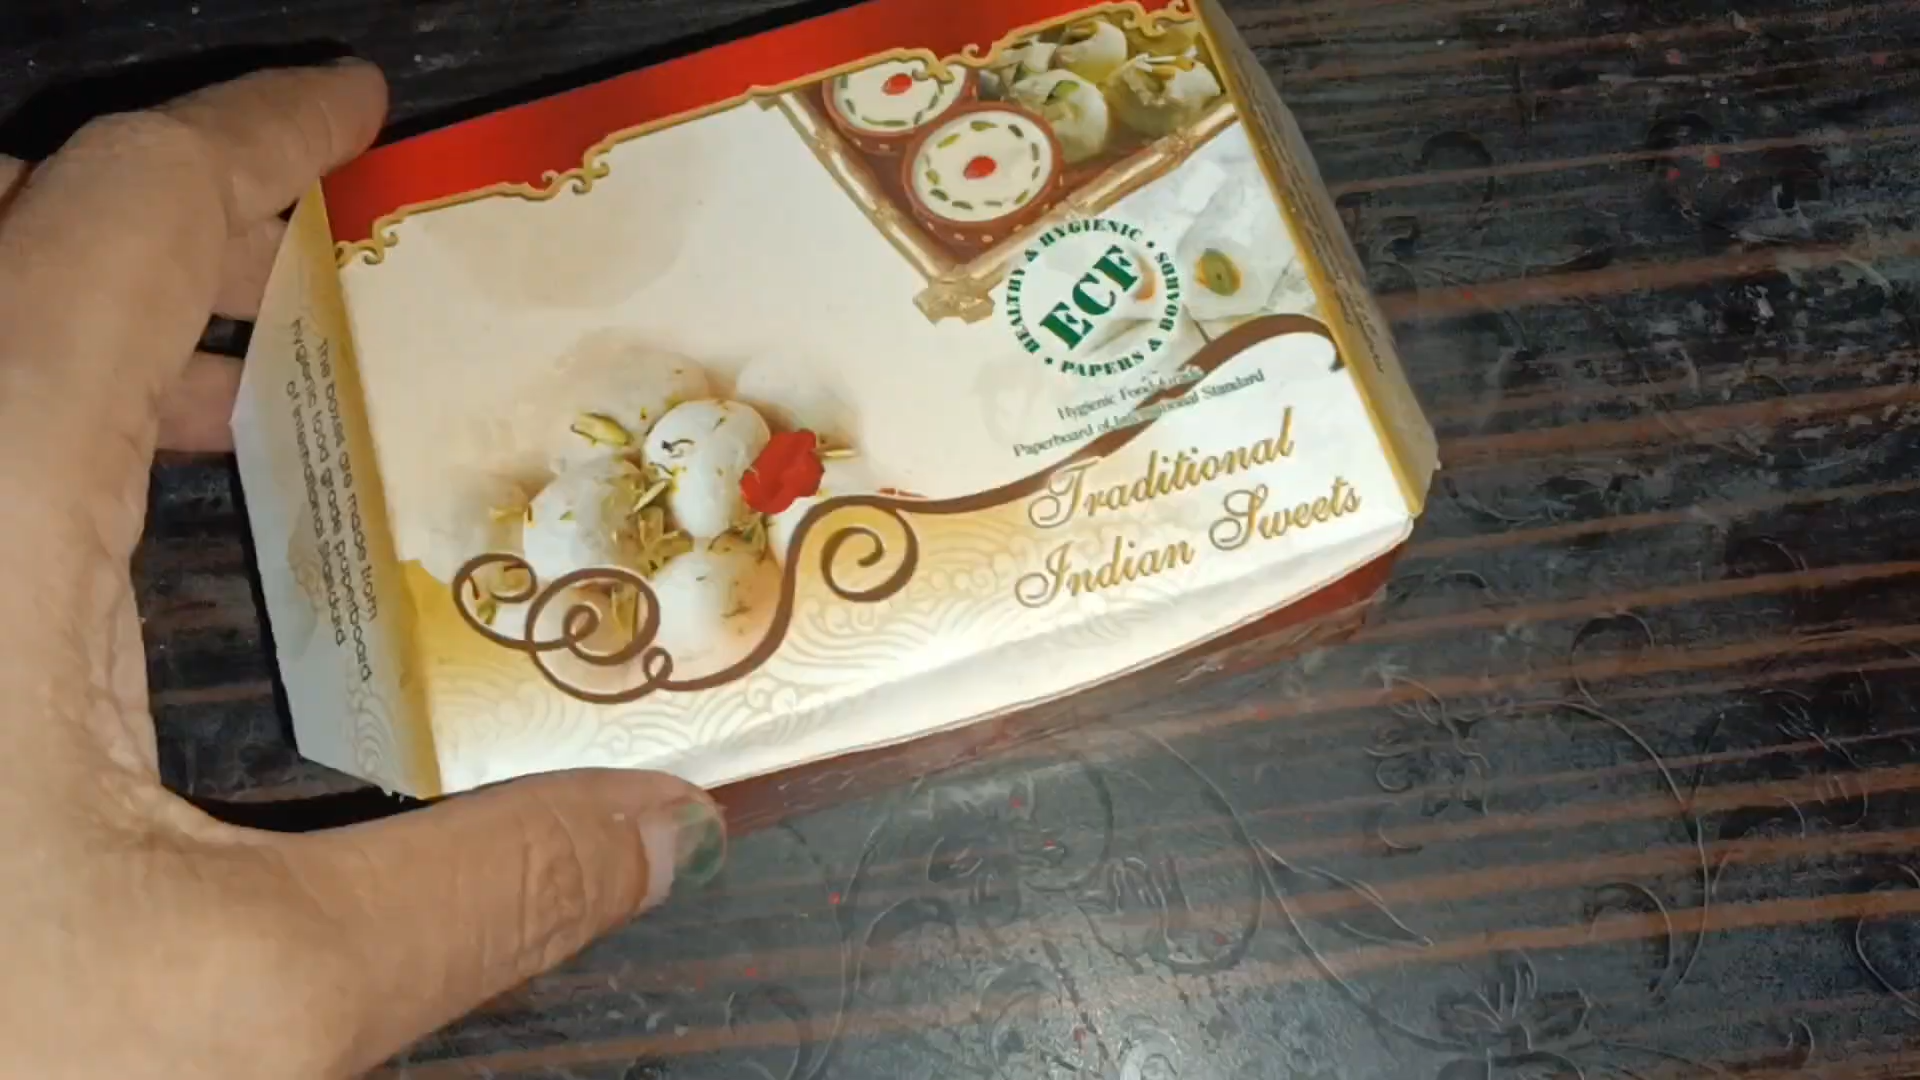 HEALTHY & HYGIENIC
ECF
PAPERS & BOARDS
Hygienic Food Grade
Paperboard of International Standard
Traditional
Indian Sweets
The boxes are made from
hygienic food grade paperboard
of International Standard